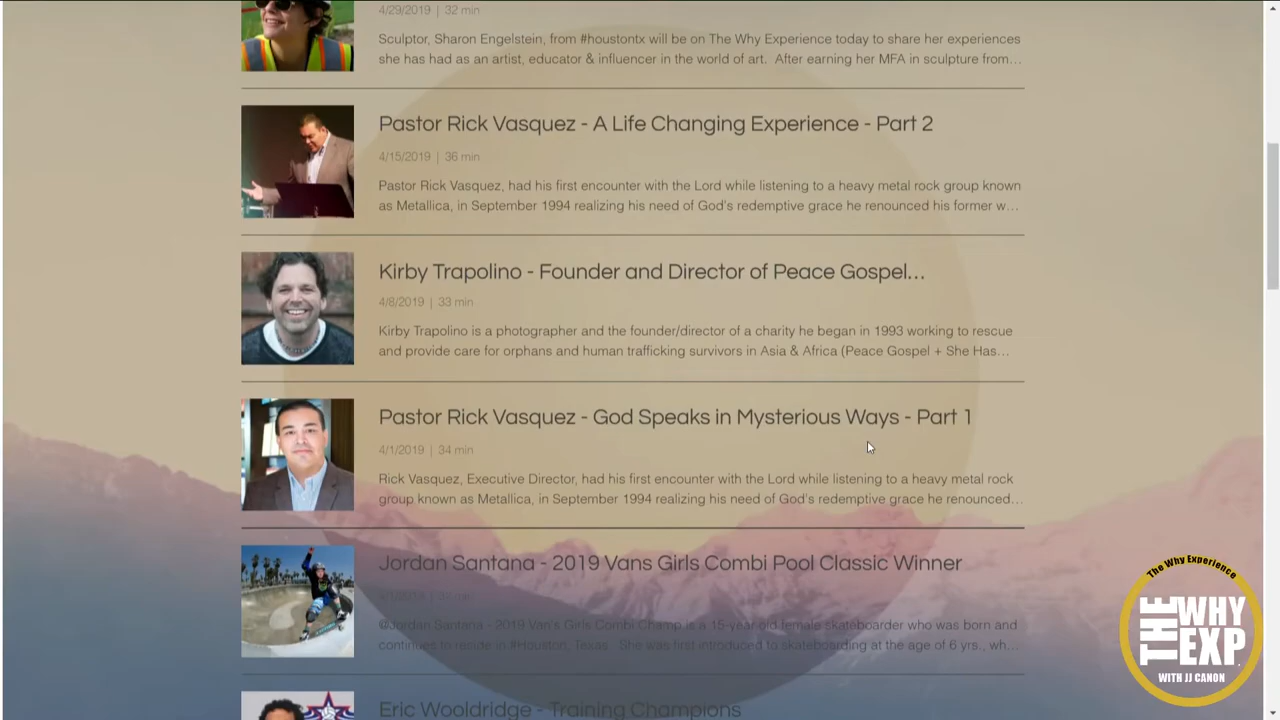 4/29/2019 | 32 min
Sculptor, Sharon Engelstein, from #houstontx will be on The Why Experience today to share her experiences
she has had as an artist, educator & influencer in the world of art. After earning her MFA in sculpture from...
Pastor Rick Vasquez - A Life Changing Experience - Part 2
4/15/2019 | 36 min
Pastor Rick Vasquez, had his first encounter with the Lord while listening to a heavy metal rock group known
as Metallica, in September 1994 realizing his need of God's redemptive grace he renounced his former w...
Kirby Trapolino - Founder and Director of Peace Gospel...
4/8/2019 | 33 min
Kirby Trapolino is a photographer and the founder/director of a charity he began in 1993 working to rescue
and provide care for orphans and human trafficking survivors in Asia & Africa (Peace Gospel + She Has...
Pastor Rick Vasquez - God Speaks in Mysterious Ways - Part 1
4/1/2019 | 34 min
Rick Vasquez, Executive Director, had his first encounter with the Lord while listening to a heavy metal rock
group known as Metallica, in September 1994 realizing his need of God's redemptive grace he renounced...
Jordan Santana - 2019 Vans Girls Combi Pool Classic Winner
@Jordan Santana - 2019 Van's Girls Combi Champ is a 15-year old female skateboarder who was born and
continues to reside in #Houston, Texas. She was first introduced to skateboarding at the age of 6 yrs., wh...
Eric Wooldridge - Training Champions
The Why Experience
THE WHY EXP.
WITH JJ CANON